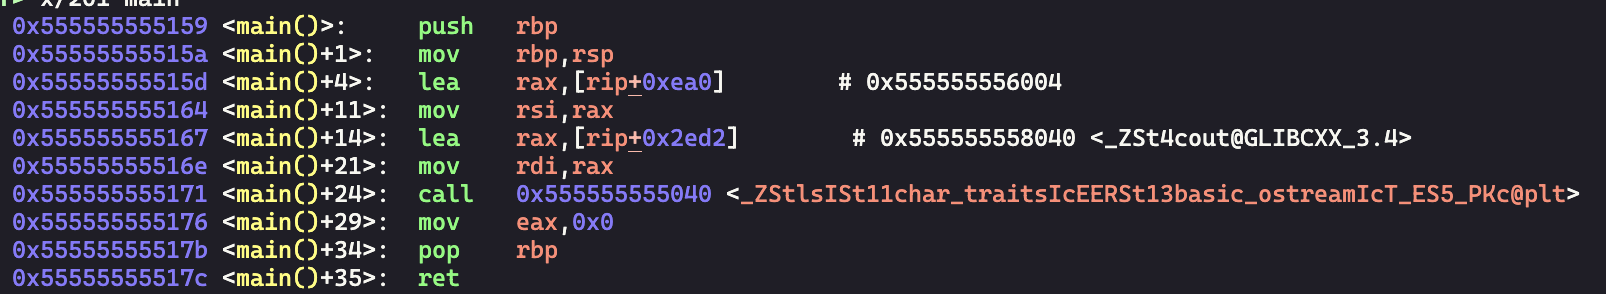 x/20i main
0x555555555159 <main()>: push rbp
0x55555555515a <main()+1>: mov rbp,rsp
0x55555555515d <main()+4>: lea rax,[rip+0xea0] # 0x555555556004
0x555555555164 <main()+11>: mov rsi,rax
0x555555555167 <main()+14>: lea rax,[rip+0x2ed2] # 0x555555558040 <_ZSt4cout@GLIBCXX_3.4>
0x55555555516e <main()+21>: mov rdi,rax
0x555555555171 <main()+24>: call 0x555555555040 <_ZStlsISt11char_traitsIcEERSt13basic_ostreamIcT_ES5_PKc@plt>
0x555555555176 <main()+29>: mov eax,0x0
0x55555555517b <main()+34>: pop rbp
0x55555555517c <main()+35>: ret